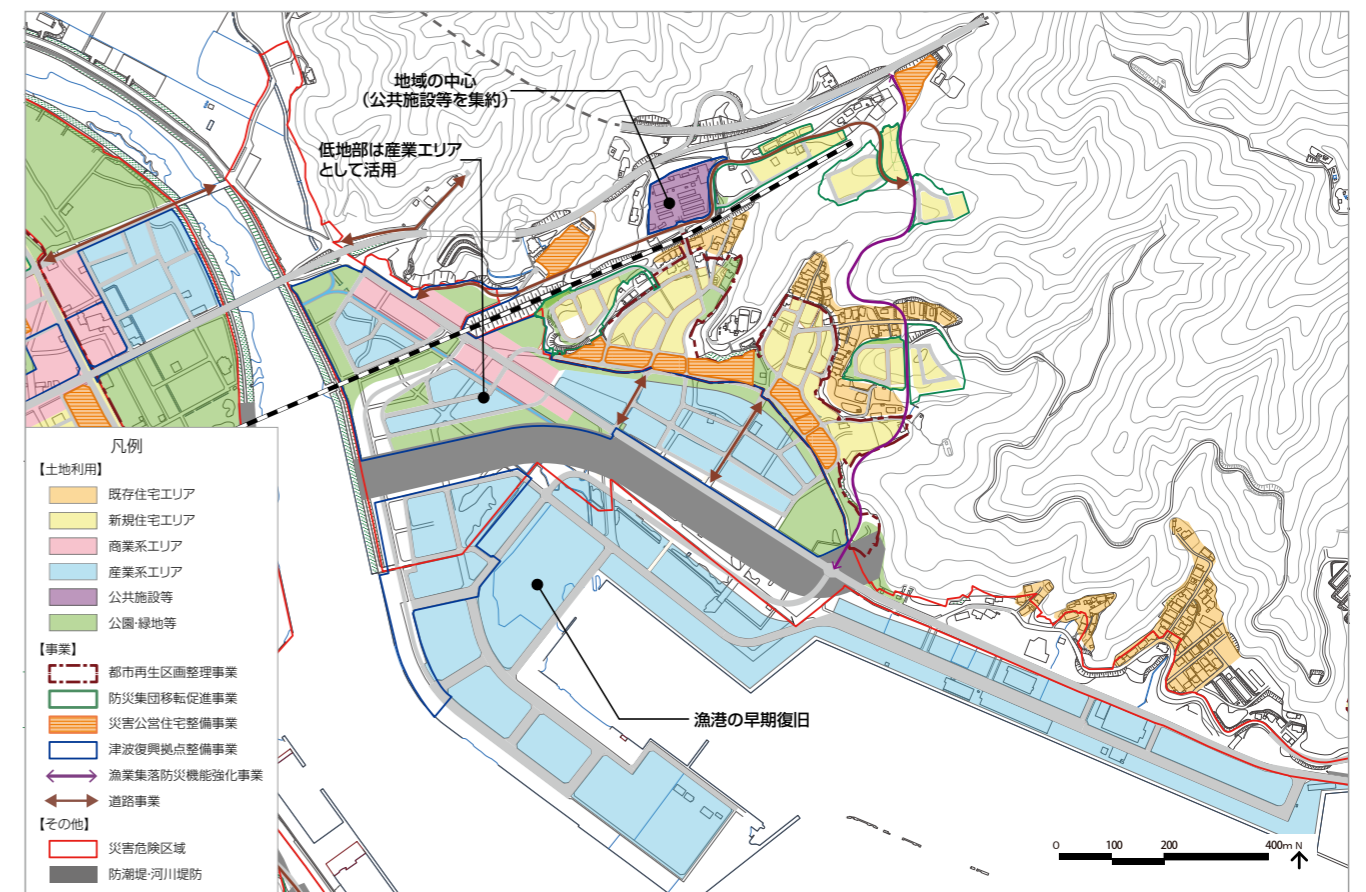 地域の中心
(公共施設等を集約)
低地部は産業エリア
として活用
漁港の早期復旧
凡例
【土地利用】
既存住宅エリア
新規住宅エリア
商業系エリア
産業系エリア
公共施設等
公園・緑地等
【事業】
都市再生区画整理事業
防災集団移転促進事業
災害公営住宅整備事業
津波復興拠点整備事業
漁業集落防災機能強化事業
道路事業
【その他】
災害危険区域
防潮堤・河川堤防
0 100 200 400m N